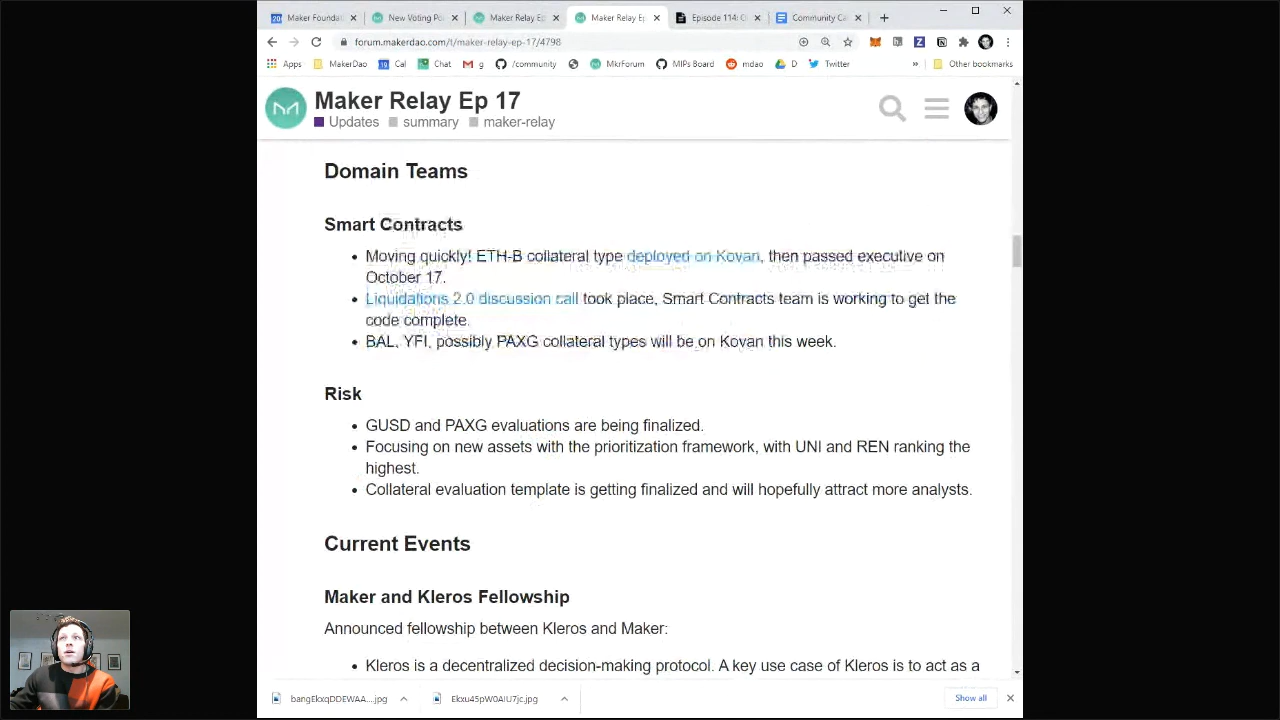 Maker Founda
New Voting Po
Maker Relay Ep
Maker Relay Ep
Episode 114: O
Community Ca
forum.makerdao.com/t/maker-relay-ep-17/4798
Apps
MakerDao
Cal
Chat
g
/community
MkrForum
MIPs Board
mdao
D
Twitter
»
Other bookmarks
Maker Relay Ep 17
Updates summary maker-relay
Domain Teams
Smart Contracts
• Moving quickly! ETH-B collateral type deployed on Kovan, then passed executive on
October 17.
• Liquidations 2.0 discussion call took place, Smart Contracts team is working to get the
code complete.
• BAL, YFI, possibly PAXG collateral types will be on Kovan this week.
Risk
• GUSD and PAXG evaluations are being finalized.
• Focusing on new assets with the prioritization framework, with UNI and REN ranking the
highest.
• Collateral evaluation template is getting finalized and will hopefully attract more analysts.
Current Events
Maker and Kleros Fellowship
Announced fellowship between Kleros and Maker:
• Kleros is a decentralized decision-making protocol. A key use case of Kleros is to act as a
bangEkxqDDEWAA....jpg
Ekxu45pW0AIU7jc.jpg
Show all